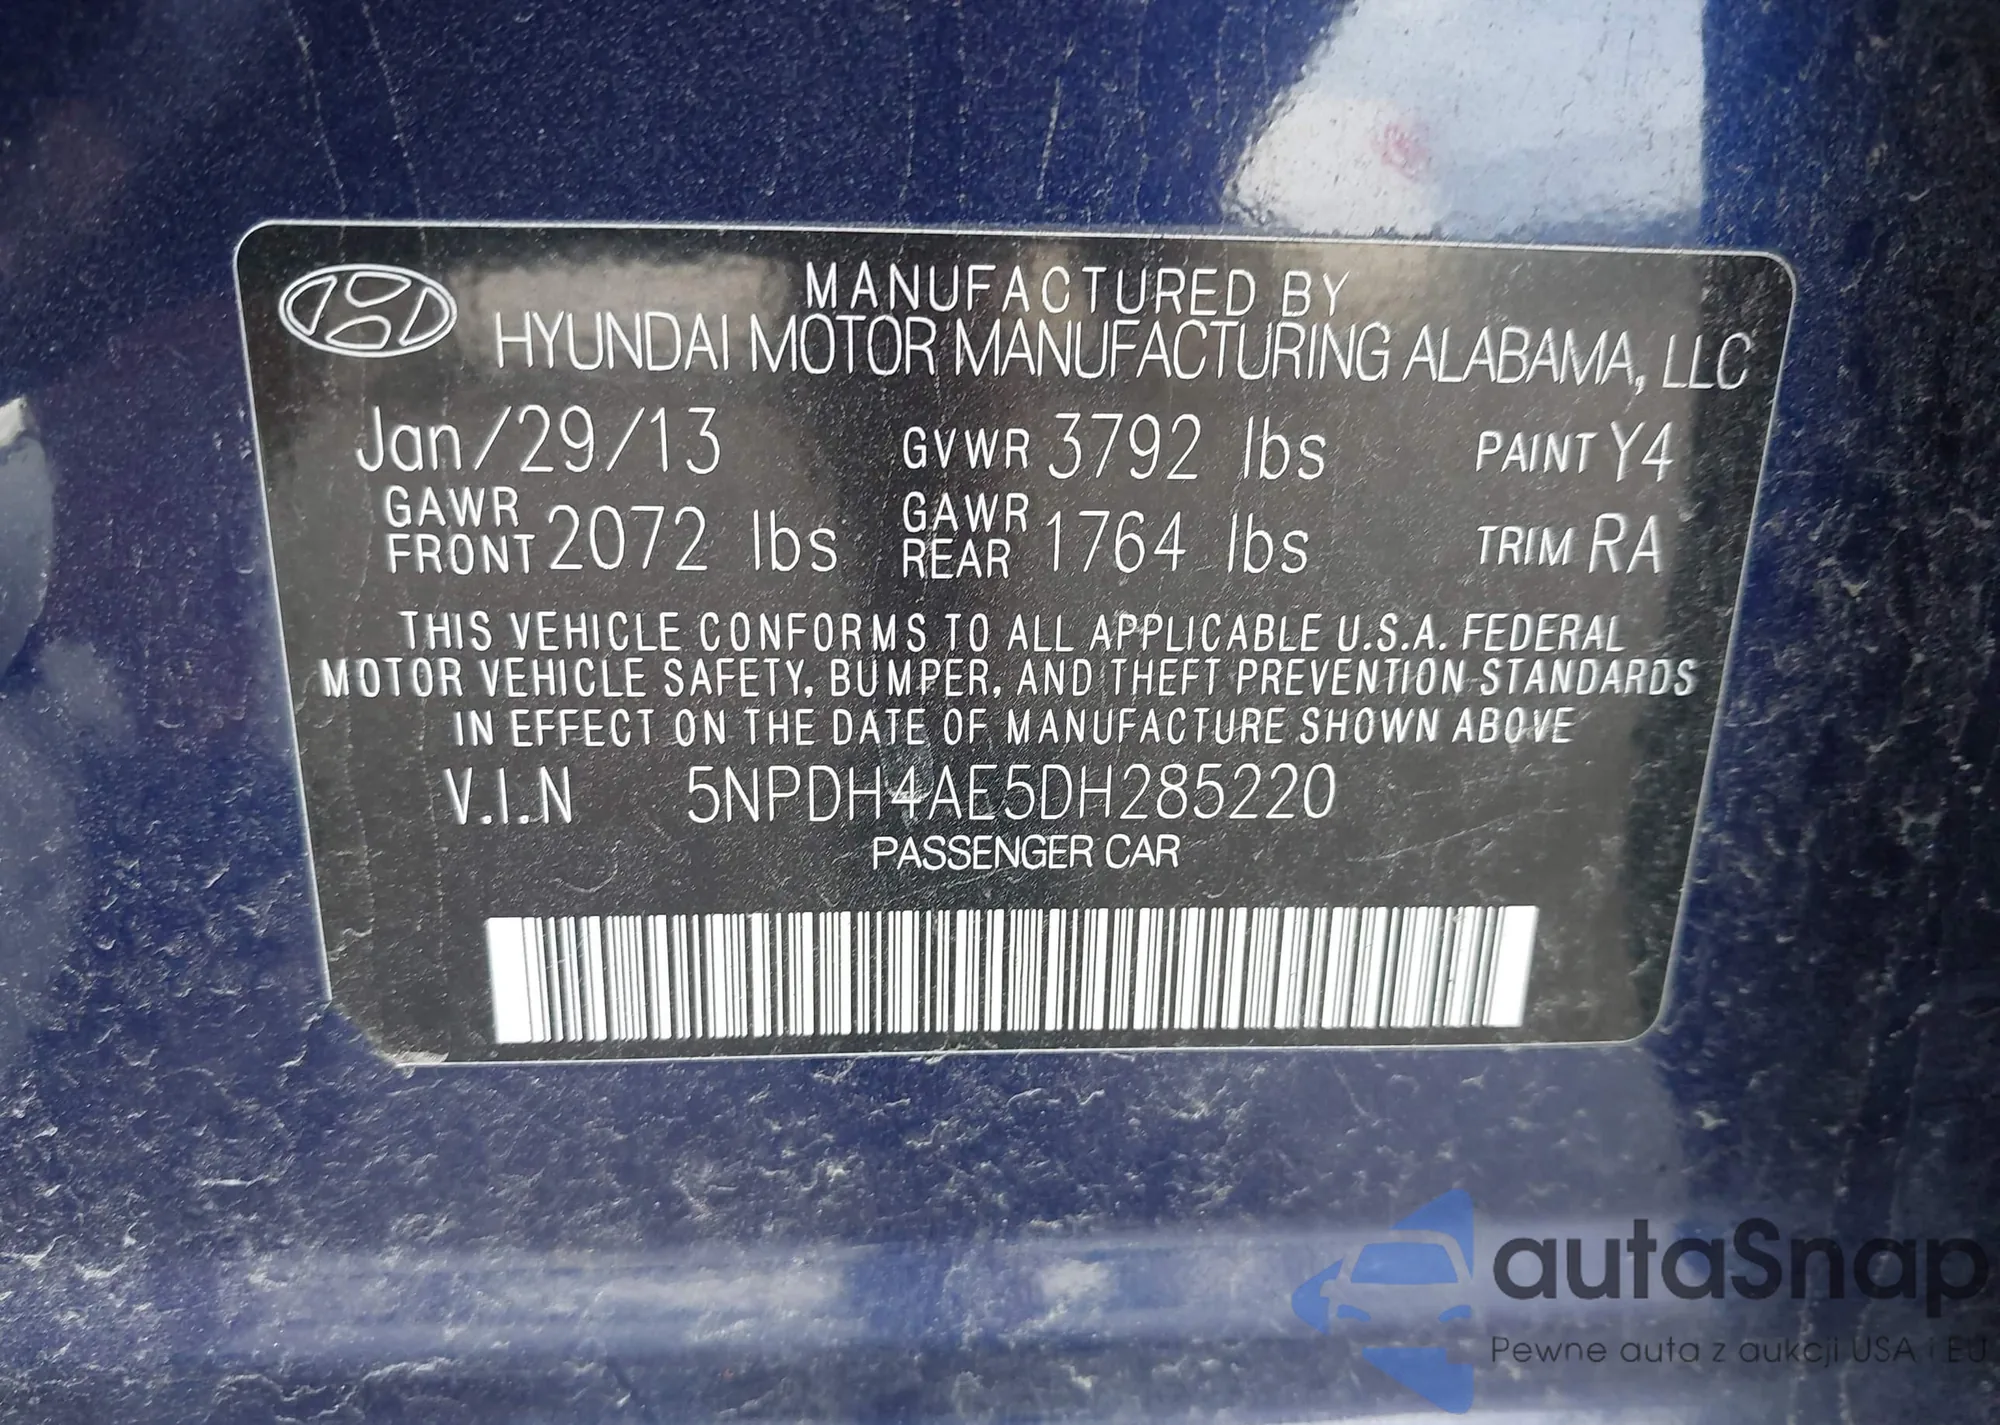 MANUFACTURED BY
HYUNDAI MOTOR MANUFACTURING ALABAMA, LLC
Jan/29/13 GVWR 3792 lbs PAINT Y4
GAWR FRONT 2072 lbs GAWR REAR 1764 lbs TRIM RA
THIS VEHICLE CONFORMS TO ALL APPLICABLE U.S.A. FEDERAL
MOTOR VEHICLE SAFETY, BUMPER, AND THEFT PREVENTION STANDARDS
IN EFFECT ON THE DATE OF MANUFACTURE SHOWN ABOVE
V.I.N 5NPDH4AE5DH285220
PASSENGER CAR
autoSnap
Pewne auta z aukcji USA i EU